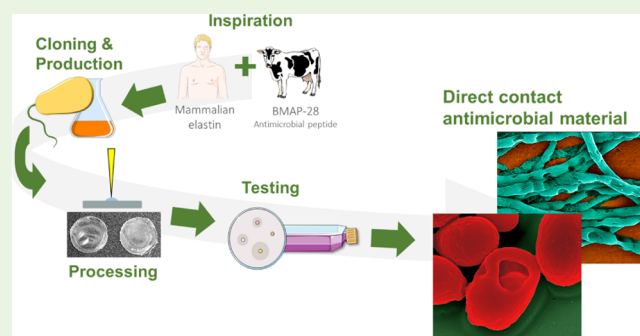 Inspiration
Cloning &
Production
Mammalian
elastin
BMAP-28
Antimicrobial peptide
Direct contact
antimicrobial material
Testing
Processing